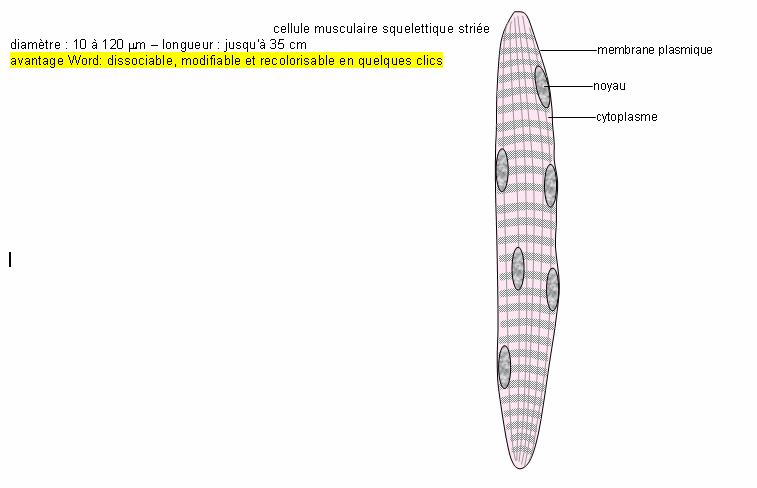 cellule musculaire squelettique striée
diamètre : 10 à 120 µm – longueur : jusqu'à 35 cm
avantage Word: dissociable, modifiable et recolorisable en quelques clics
membrane plasmique
noyau
cytoplasme